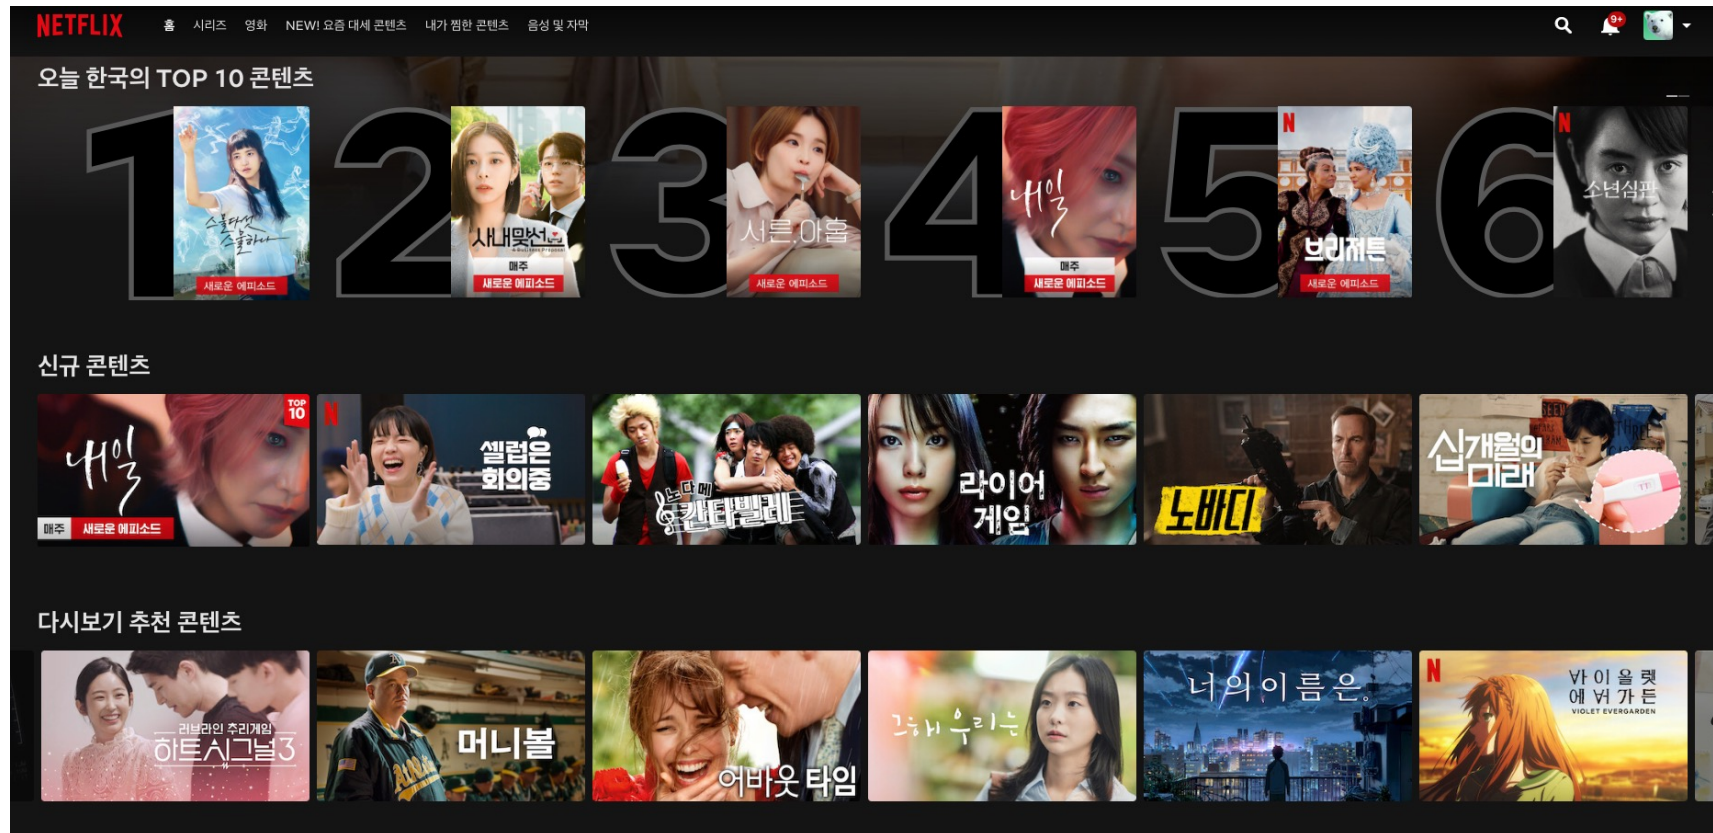 NETFLIX 홈 시리즈 영화 NEW! 요즘 대세 콘텐츠 내가 찜한 콘텐츠 음성 및 자막 9+
오늘 한국의 TOP 10 콘텐츠
1 2 3 4 5 6
스물다섯
스물하나
새로운 에피소드
사내맞선
A Business Proposal
매주
새로운 에피소드
서른,아홉
새로운 에피소드
내일
매주
새로운 에피소드
N
브리저튼
새로운 에피소드
N
소년심판
신규 콘텐츠
내일
TOP
10
매주 새로운 에피소드
N
셀럽은
회의중
노다메
칸타빌레
라이어
게임
노바디
십개월의
미래
다시보기 추천 콘텐츠
러브라인 추리게임
하트시그널3
머니볼
어바웃 타임
그해 우리는
너의 이름은.
N
바이올렛
에버가든
VIOLET EVERGARDEN